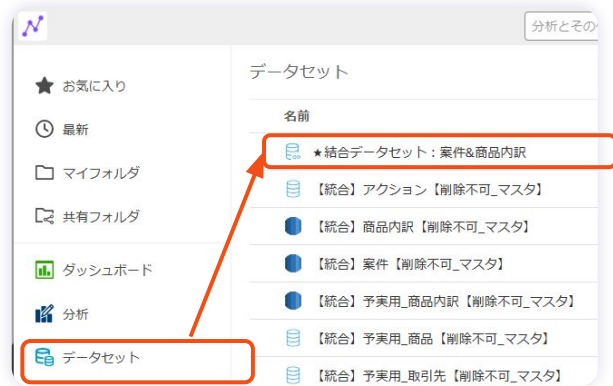 分析とその
お気に入り
最新
マイフォルダ
共有フォルダ
ダッシュボード
分析
データセット
データセット
名前
★結合データセット：案件&商品内訳
【統合】アクション【削除不可_マスタ】
【統合】商品内訳【削除不可_マスタ】
【統合】案件【削除不可_マスタ】
【統合】予実用_商品内訳【削除不可_マスタ】
【統合】予実用_商品【削除不可_マスタ】
【統合】予実用_取引先【削除不可_マスタ】